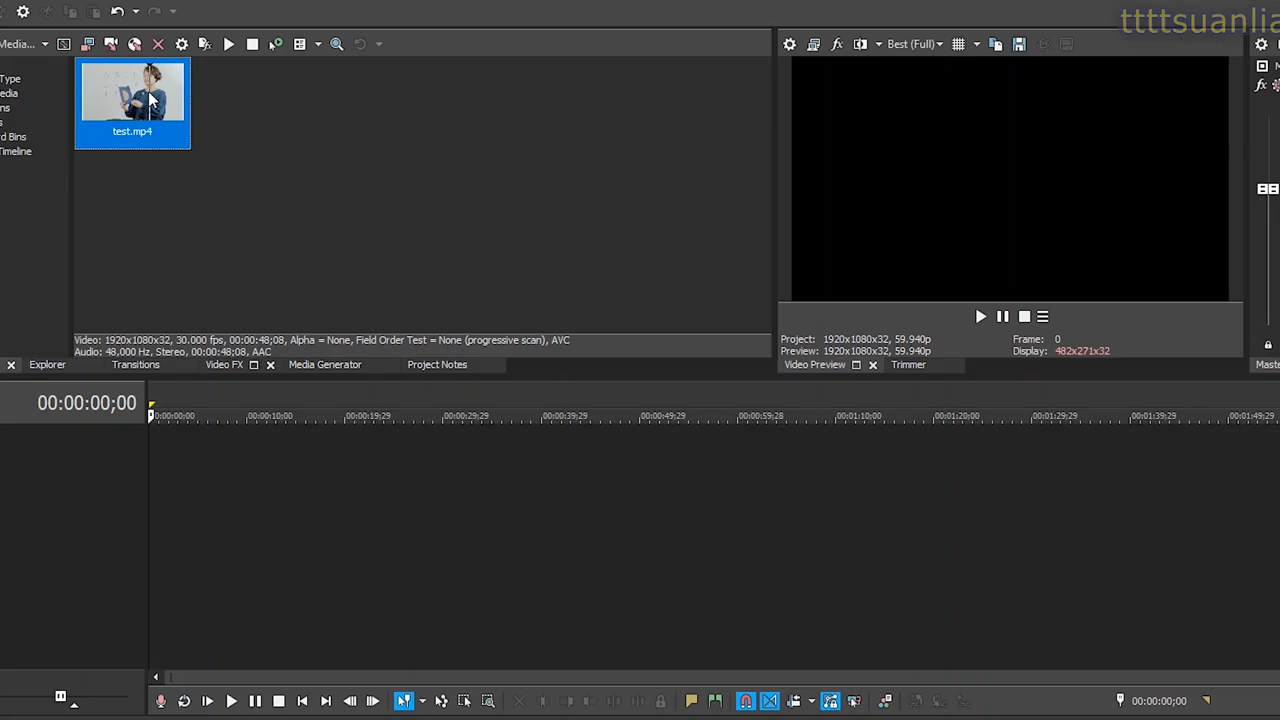 ttttsuanlia
Media...
Best (Full)
Type
edia
ns
s
rd Bins
Timeline
test.mp4
Video: 1920x1080x32, 30.000 fps, 00:00:48;08, Alpha = None, Field Order Test = None (progressive scan), AVC
Audio: 48,000 Hz, Stereo, 00:00:48;08, AAC
Project: 1920x1080x32, 59.940p
Frame: 0
Preview: 1920x1080x32, 59.940p
Display: 482x271x32
Explorer
Transitions
Video FX
Media Generator
Project Notes
Video Preview
Trimmer
Maste
00:00:00;00
0:00:00;00
00:00:10;00
00:00:19;29
00:00:29;29
00:00:39;29
00:00:49;29
00:00:59;28
00:01:10;00
00:01:20;00
00:01:29;29
00:01:39;29
00:01:49;29
00:00:00;00